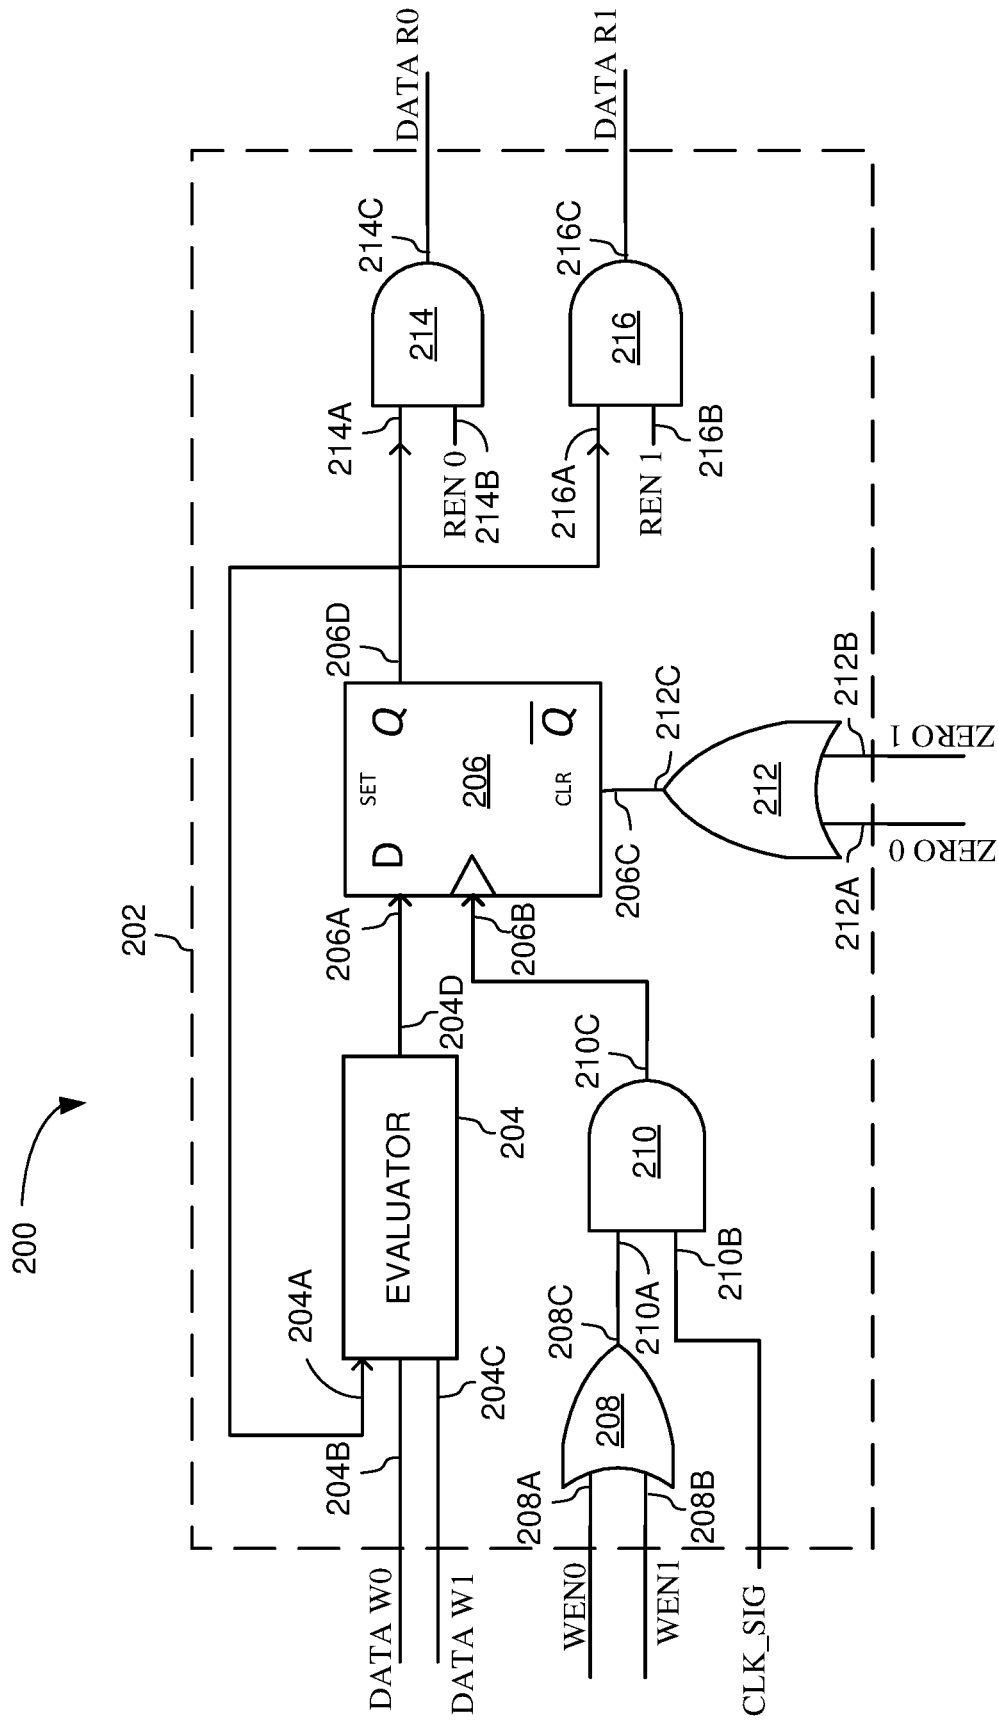 200
202
DATA W0
DATA W1
204B
204A
204C
EVALUATOR
204
204D
206A
206B
D
SET
Q
206
CLR
Q
206C
206D
WEN0
WEN1
208A
208B
208
208C
210A
210B
210
210C
CLK_SIG
212C
212
212A
212B
ZERO 0
ZERO 1
214A
REN 0
214B
214
214C
DATA R0
216A
REN 1
216B
216
216C
DATA R1